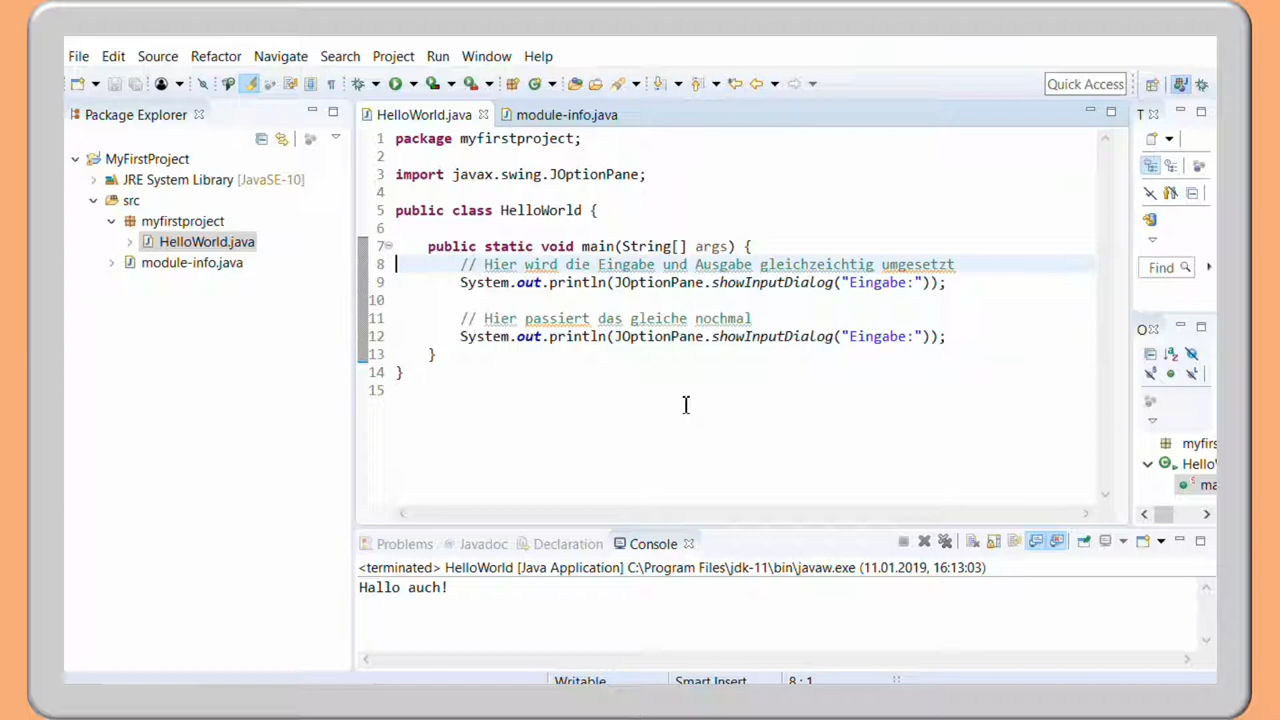 File Edit Source Refactor Navigate Search Project Run Window Help
Quick Access
Package Explorer
MyFirstProject
JRE System Library [JavaSE-10]
src
myfirstproject
HelloWorld.java
module-info.java
HelloWorld.java module-info.java
1 package myfirstproject;
2
3 import javax.swing.JOptionPane;
4
5 public class HelloWorld {
6
7 public static void main(String[] args) {
8 // Hier wird die Eingabe und Ausgabe gleichzeichtig umgesetzt
9 System.out.println(JOptionPane.showInputDialog("Eingabe:"));
10
11 // Hier passiert das gleiche nochmal
12 System.out.println(JOptionPane.showInputDialog("Eingabe:"));
13 }
14 }
15
T
Find
O
myfirs
Hello
ma
Problems Javadoc Declaration Console
<terminated> HelloWorld [Java Application] C:\Program Files\jdk-11\bin\javaw.exe (11.01.2019, 16:13:03)
Hallo auch!
Writable Smart Insert 8 : 1